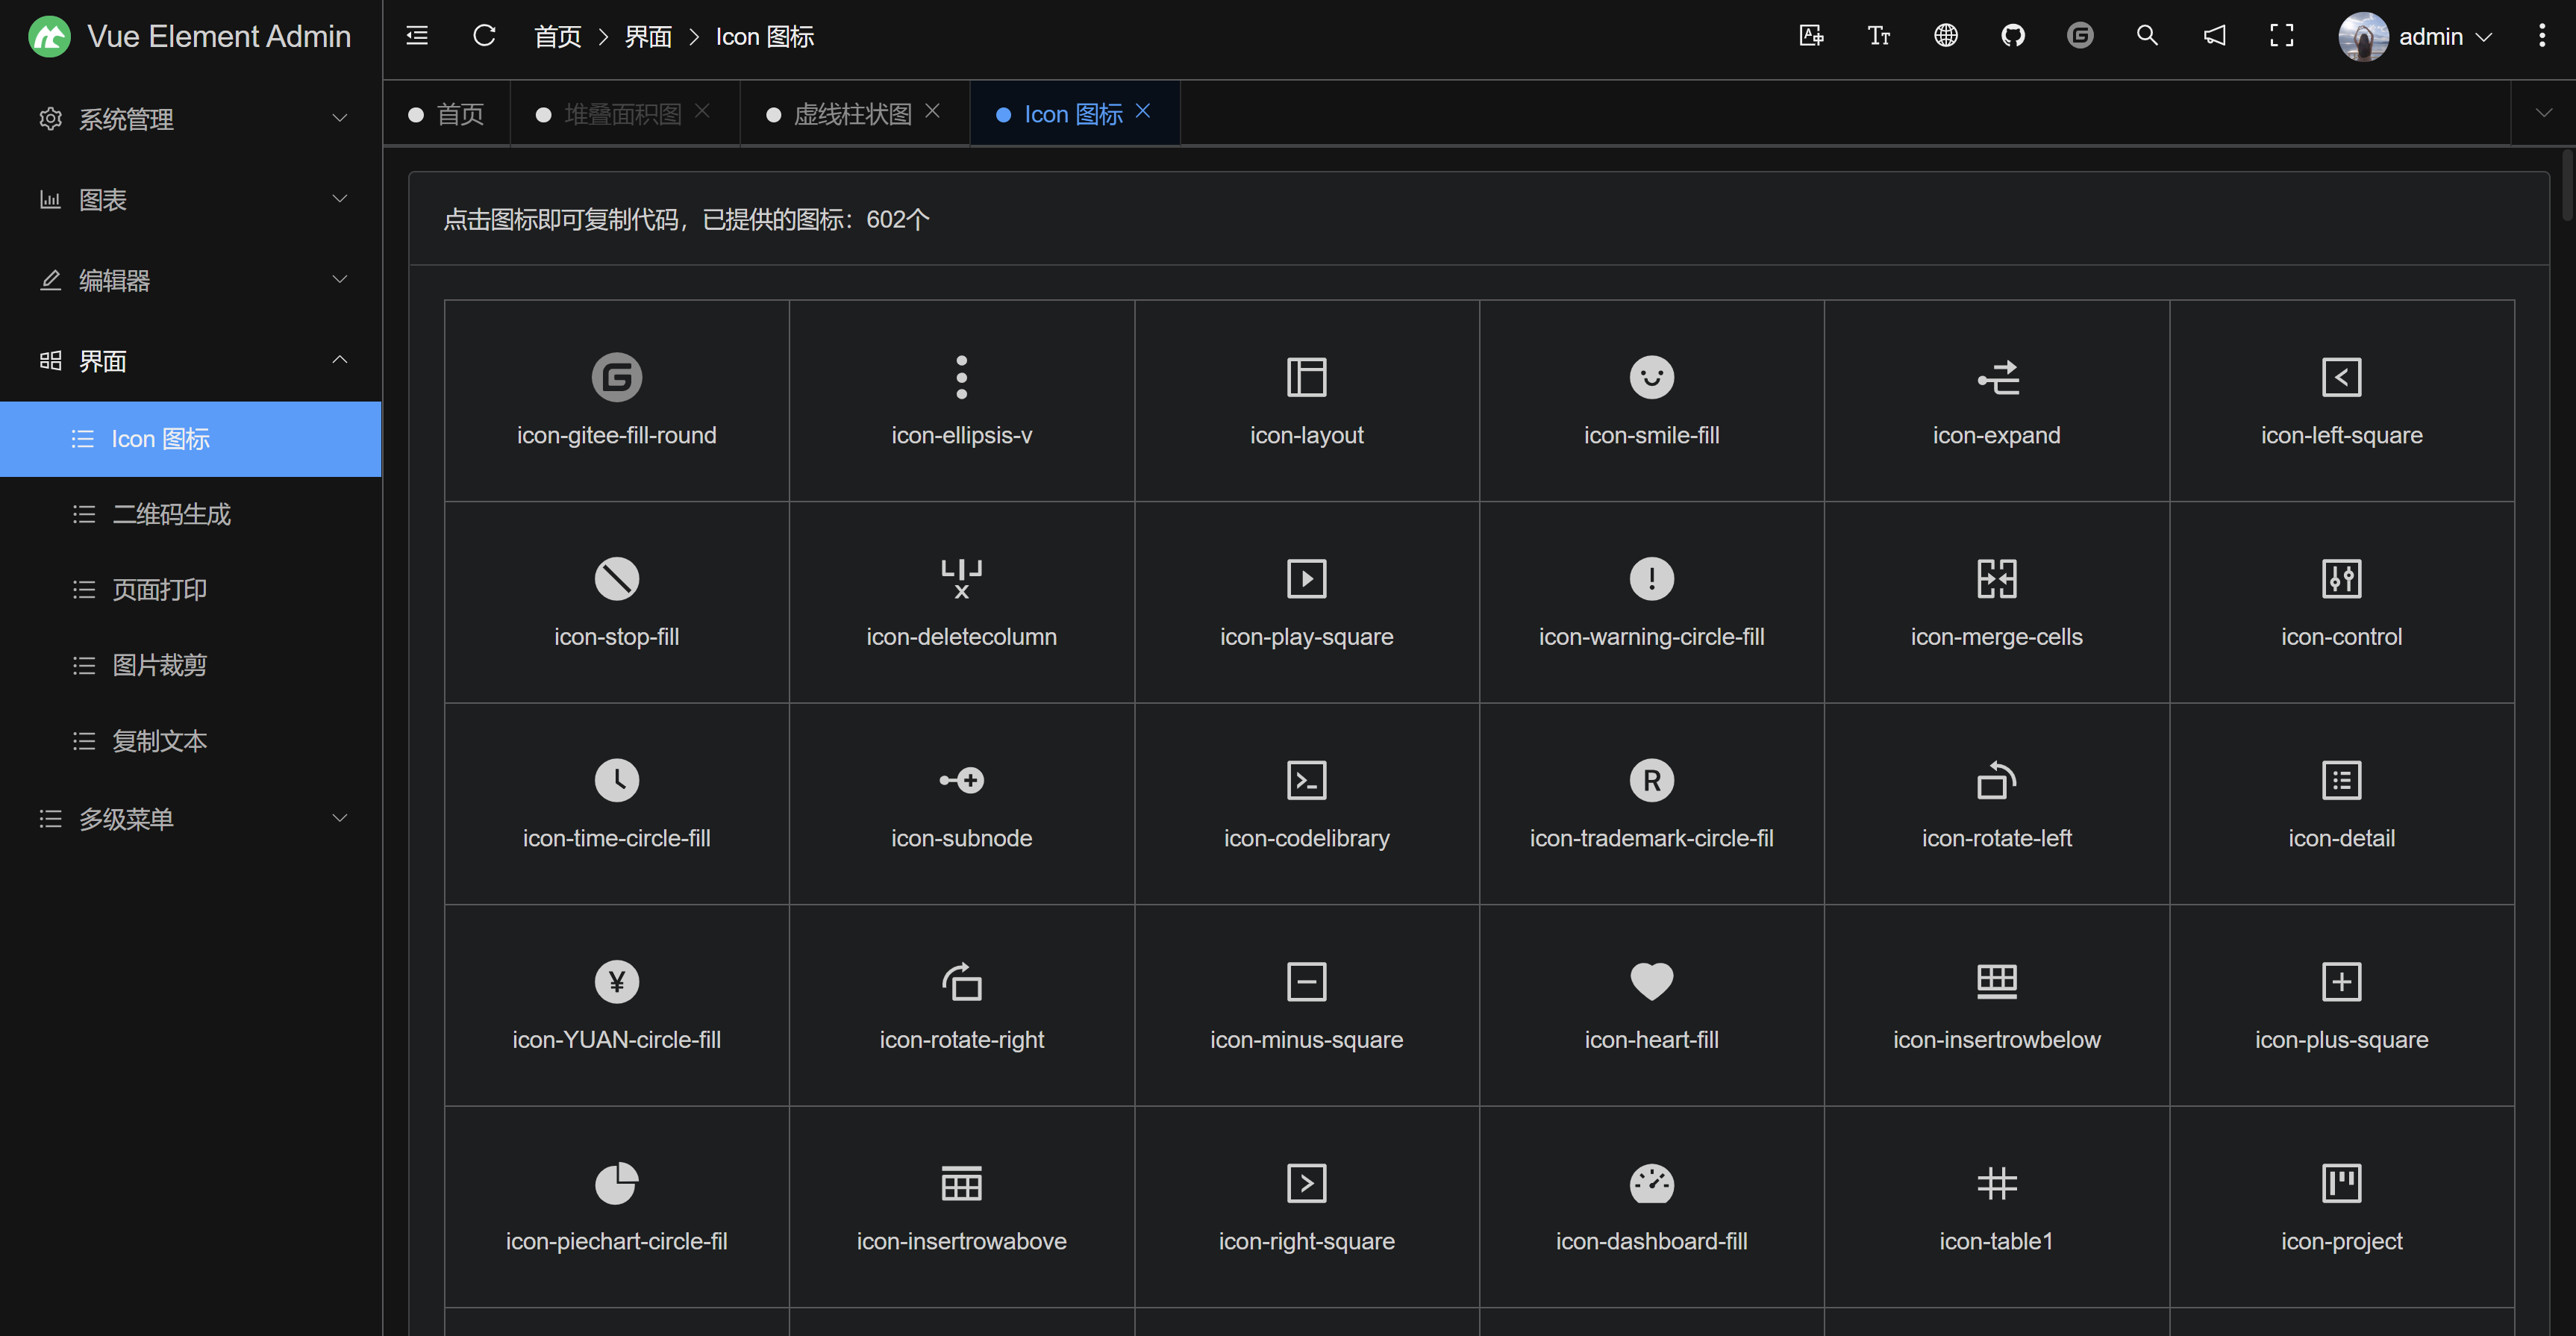 Vue Element Admin
首页 > 界面 > Icon 图标
admin
首页
堆叠面积图
虚线柱状图
Icon 图标
系统管理
图表
编辑器
界面
Icon 图标
二维码生成
页面打印
图片裁剪
复制文本
多级菜单
点击图标即可复制代码，已提供的图标：602个
icon-gitee-fill-round
icon-ellipsis-v
icon-layout
icon-smile-fill
icon-expand
icon-left-square
icon-stop-fill
icon-deletecolumn
icon-play-square
icon-warning-circle-fill
icon-merge-cells
icon-control
icon-time-circle-fill
icon-subnode
icon-codelibrary
icon-trademark-circle-fil
icon-rotate-left
icon-detail
icon-YUAN-circle-fill
icon-rotate-right
icon-minus-square
icon-heart-fill
icon-insertrowbelow
icon-plus-square
icon-piechart-circle-fil
icon-insertrowabove
icon-right-square
icon-dashboard-fill
icon-table1
icon-project